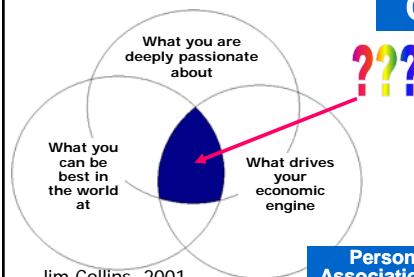 What you are
deeply passionate
about
???
What you
can be
best in
the world
at
What drives
your
economic
engine
Jim Collins, 2001